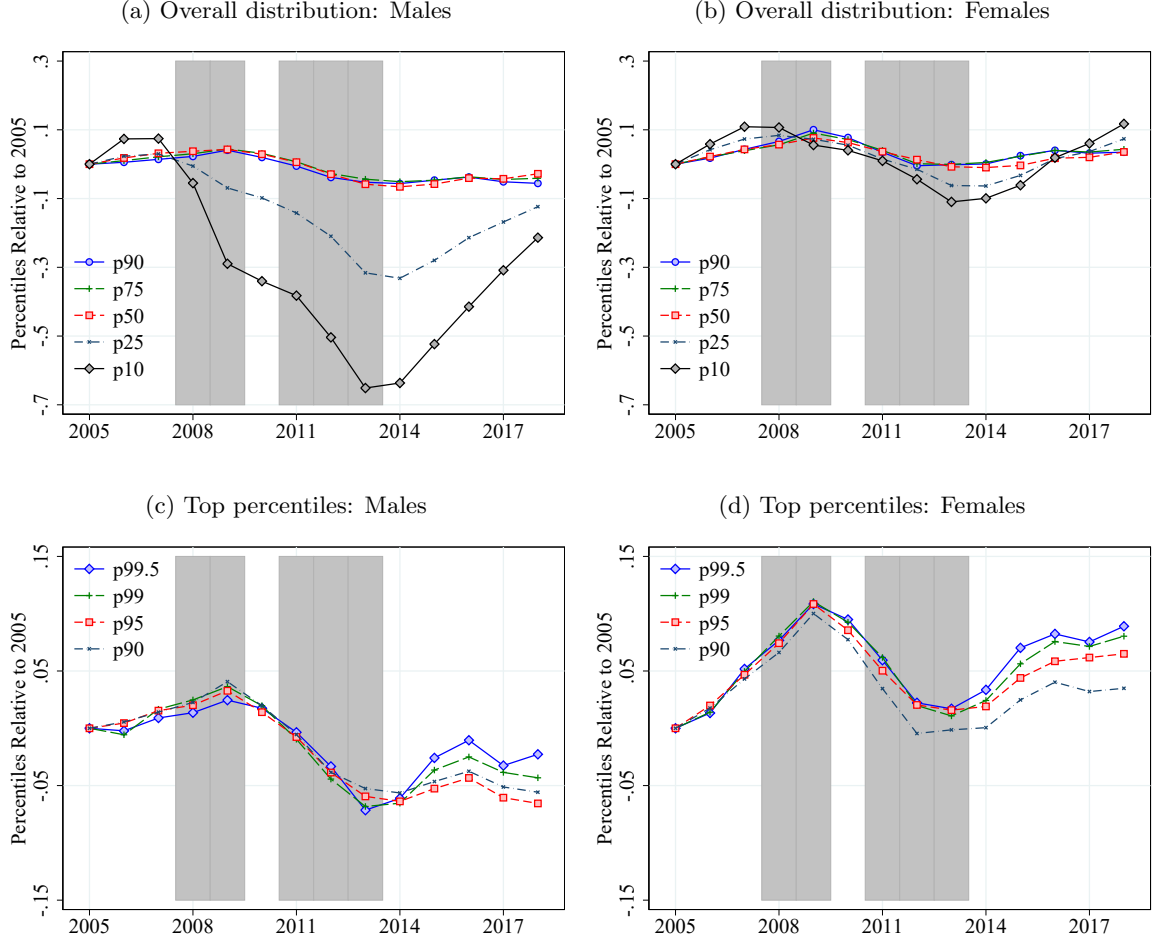 (a) Overall distribution: Males
Percentiles Relative to 2005
.3
.1
-.1
-.3
-.5
-.7
p90
p75
p50
p25
p10
2005 2008 2011 2014 2017
(b) Overall distribution: Females
Percentiles Relative to 2005
.3
.1
-.1
-.3
-.5
-.7
p90
p75
p50
p25
p10
2005 2008 2011 2014 2017
(c) Top percentiles: Males
Percentiles Relative to 2005
.15
.05
-.05
-.15
p99.5
p99
p95
p90
2005 2008 2011 2014 2017
(d) Top percentiles: Females
Percentiles Relative to 2005
.15
.05
-.05
-.15
p99.5
p99
p95
p90
2005 2008 2011 2014 2017